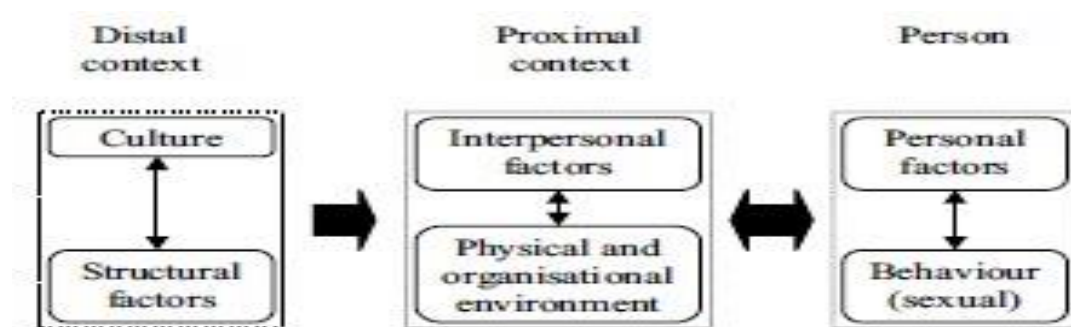 Distal
context
Proximal
context
Person
Culture
Structural
factors
Interpersonal
factors
Physical and
organisational
environment
Personal
factors
Behaviour
(sexual)